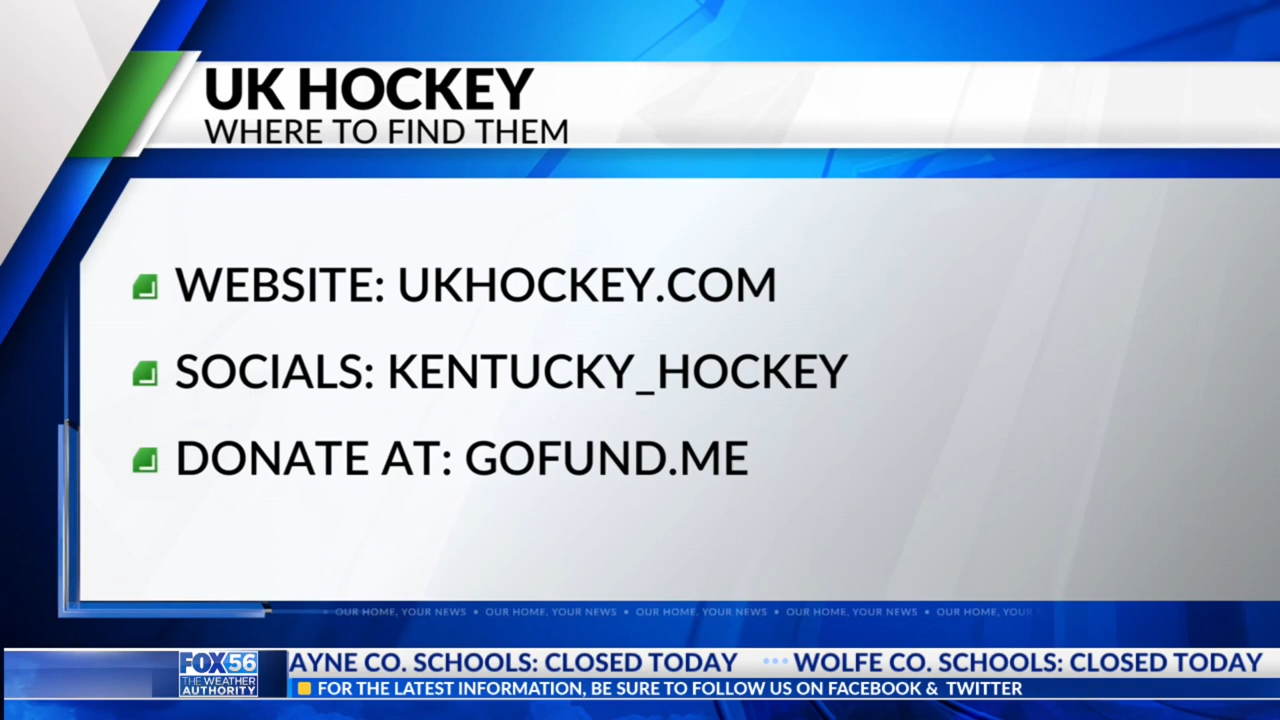 UK HOCKEY
WHERE TO FIND THEM
WEBSITE: UKHOCKEY.COM
SOCIALS: KENTUCKY_HOCKEY
DONATE AT: GOFUND.ME
OUR HOME, YOUR NEWS • OUR HOME, YOUR NEWS • OUR HOME, YOUR NEWS • OUR HOME, YOUR NEWS • OUR HOME, YOUR
FOX 56
THE WEATHER
AUTHORITY
AYNE CO. SCHOOLS: CLOSED TODAY ••• WOLFE CO. SCHOOLS: CLOSED TODAY
FOR THE LATEST INFORMATION, BE SURE TO FOLLOW US ON FACEBOOK & TWITTER